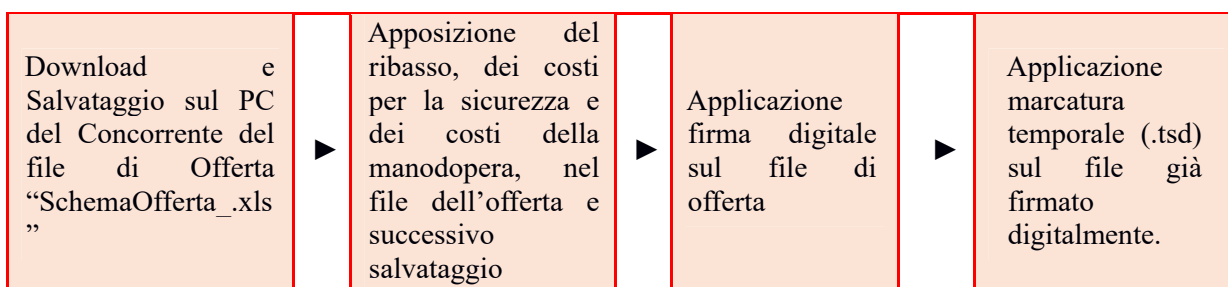 Download e
Salvataggio sul PC
del Concorrente del
file di Offerta
“SchemaOfferta_.xls
”
►
Apposizione del
ribasso, dei costi
per la sicurezza e
dei costi della
manodopera, nel
file dell’offerta e
successivo
salvataggio
►
Applicazione
firma digitale
sul file di
offerta
►
Applicazione
marcatura
temporale (.tsd)
sul file già
firmato
digitalmente.